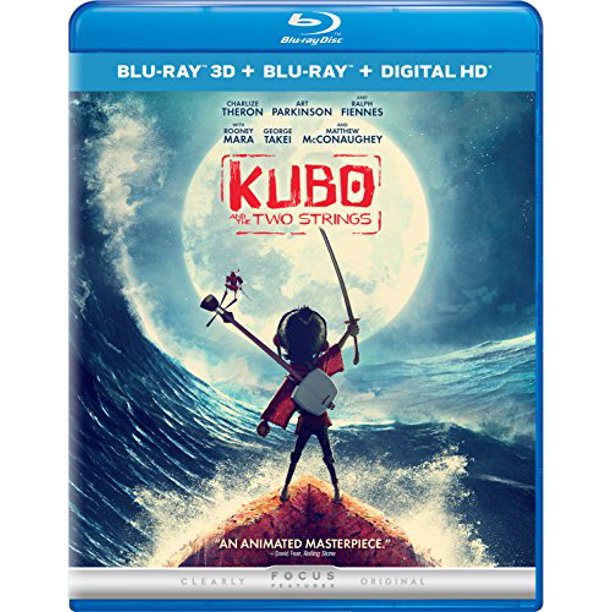 Blu-ray Disc
BLU-RAY™ 3D + BLU-RAY™ + DIGITAL HD*
CHARLIZE THERON ART PARKINSON AND RALPH FIENNES
WITH ROONEY MARA GEORGE TAKEI AND MATTHEW McCONAUGHEY
KUBO
AND THE TWO STRINGS
"AN ANIMATED MASTERPIECE."
–David Fear, Rolling Stone
CLEARLY FOCUS FEATURES ORIGINAL